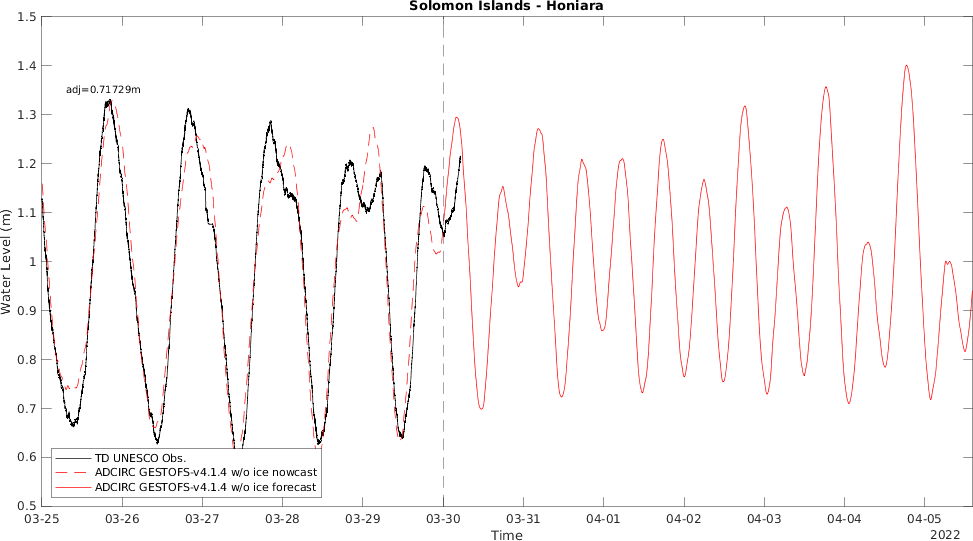 Solomon Islands - Honiara
1.5
1.4
1.3
1.2
1.1
1
0.9
0.8
0.7
0.6
0.5
Water Level (m)
adj=0.71729m
TD UNESCO Obs.
ADCIRC GESTOFS-v4.1.4 w/o ice nowcast
ADCIRC GESTOFS-v4.1.4 w/o ice forecast
03-25 03-26 03-27 03-28 03-29 03-30 03-31 04-01 04-02 04-03 04-04 04-05
2022
Time